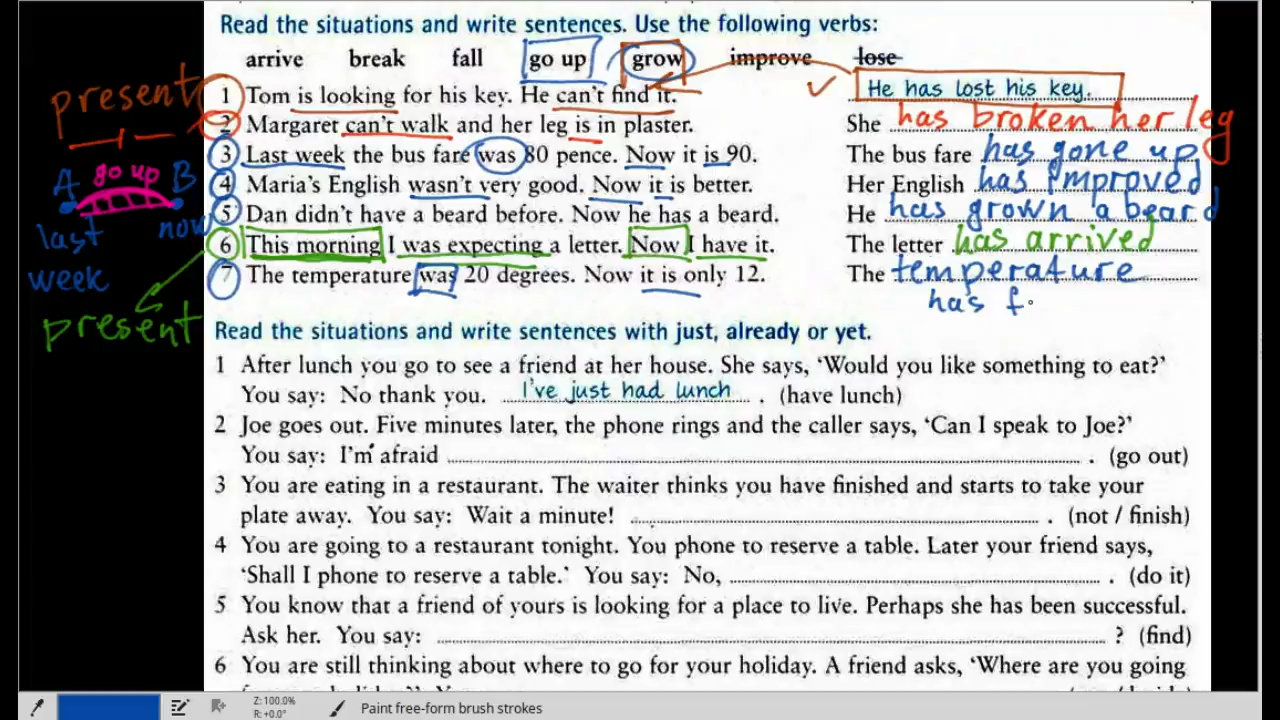 Read the situations and write sentences. Use the following verbs:
arrive break fall go up grow improve lose
1 Tom is looking for his key. He can't find it. He has lost his key.
2 Margaret can't walk and her leg is in plaster. She has broken her leg
3 Last week the bus fare was 80 pence. Now it is 90. The bus fare has gone up
4 Maria's English wasn't very good. Now it is better. Her English has improved
5 Dan didn't have a beard before. Now he has a beard. He has grown a beard
6 This morning I was expecting a letter. Now I have it. The letter has arrived
7 The temperature was 20 degrees. Now it is only 12. The temperature
has f
present
A go up B
last now
week
present
Read the situations and write sentences with just, already or yet.
1 After lunch you go to see a friend at her house. She says, 'Would you like something to eat?'
You say: No thank you. I've just had lunch. (have lunch)
2 Joe goes out. Five minutes later, the phone rings and the caller says, 'Can I speak to Joe?'
You say: I'm afraid . (go out)
3 You are eating in a restaurant. The waiter thinks you have finished and starts to take your
plate away. You say: Wait a minute! . (not / finish)
4 You are going to a restaurant tonight. You phone to reserve a table. Later your friend says,
'Shall I phone to reserve a table.' You say: No, . (do it)
5 You know that a friend of yours is looking for a place to live. Perhaps she has been successful.
Ask her. You say: ? (find)
6 You are still thinking about where to go for your holiday. A friend asks, 'Where are you going
Z: 100.0%
R: +0.0°
Paint free-form brush strokes